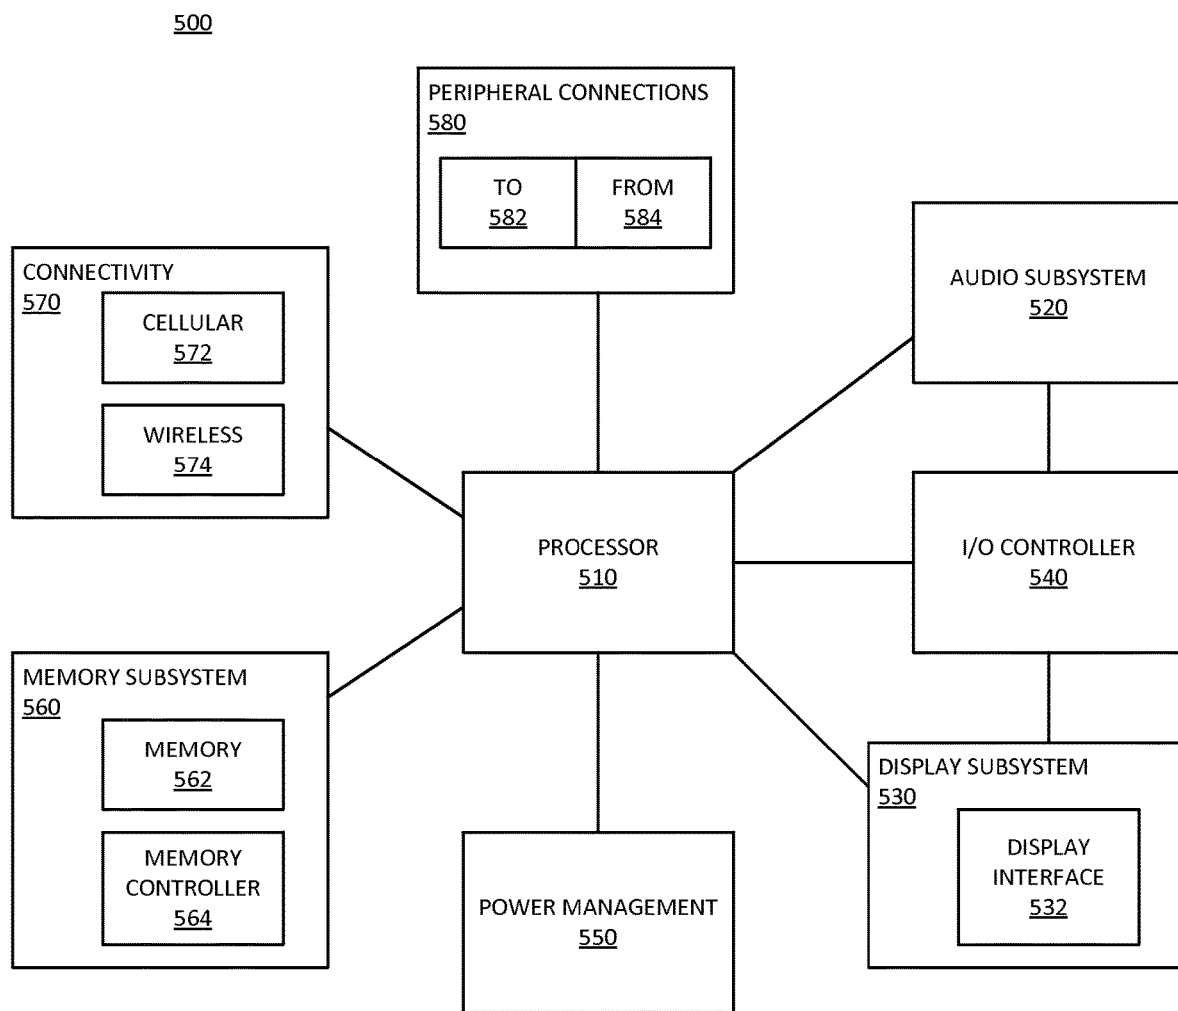 500
PERIPHERAL CONNECTIONS
580
TO
582
FROM
584
CONNECTIVITY
570
CELLULAR
572
WIRELESS
574
AUDIO SUBSYSTEM
520
PROCESSOR
510
I/O CONTROLLER
540
MEMORY SUBSYSTEM
560
MEMORY
562
MEMORY
CONTROLLER
564
POWER MANAGEMENT
550
DISPLAY SUBSYSTEM
530
DISPLAY
INTERFACE
532